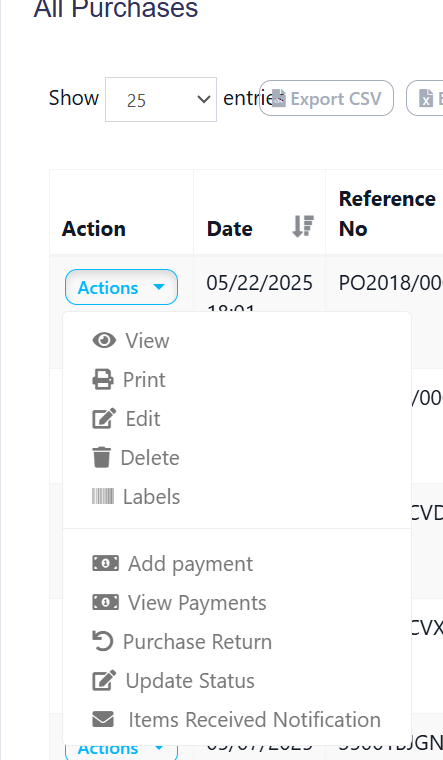 All Purchases
Show 25 entries Export CSV
Action Date Reference No
Actions 05/22/2025 18:01 PO2018/00
View
Print
Edit
/00
Delete
Labels
CVD
Add payment
View Payments
CVX
Purchase Return
Update Status
Items Received Notification
Actions 05/07/2025